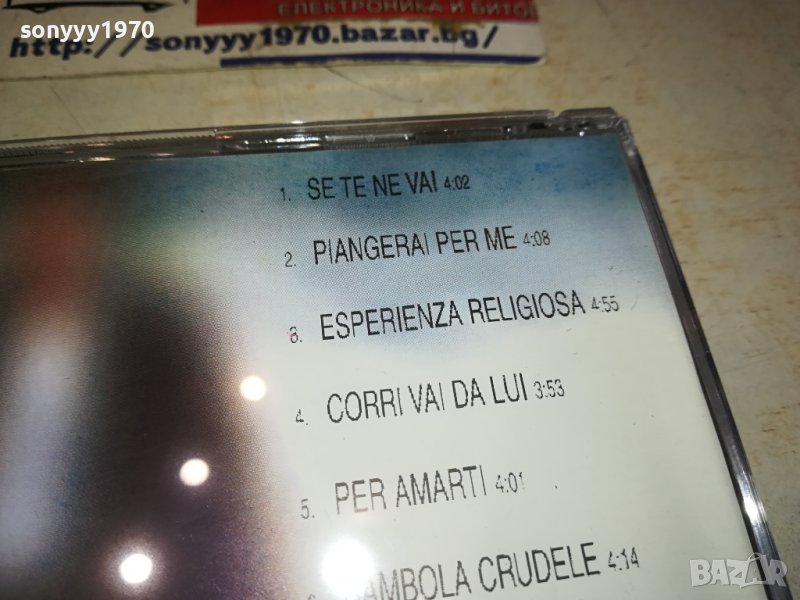 sonyyy1970
ЕЛЕКТРОНИКА И БИТОВ
http://sonyyy1970.bazar.bg/
1. SE TE NE VAI 4:02
2. PIANGERAI PER ME 4:08
3. ESPERIENZA RELIGIOSA 4:55
4. CORRI VAI DA LUI 3:53
5. PER AMARTI 4:01
CRUDELE 4:14
BAZAR
sonyyy1970